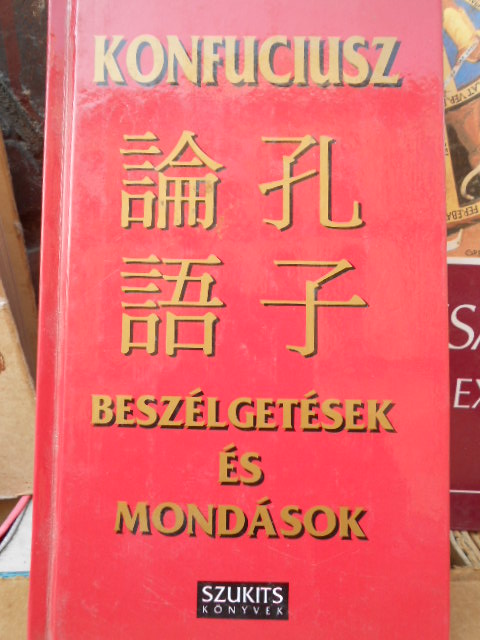 KONFUCIUSZ
孔子
論語
BESZÉLGETÉSEK
ÉS
MONDÁSOK
SZUKITS
KÖNYVEK